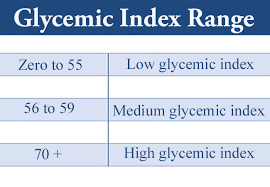 Glycemic Index Range
Zero to 55 Low glycemic index
56 to 59 Medium glycemic index
70 + High glycemic index